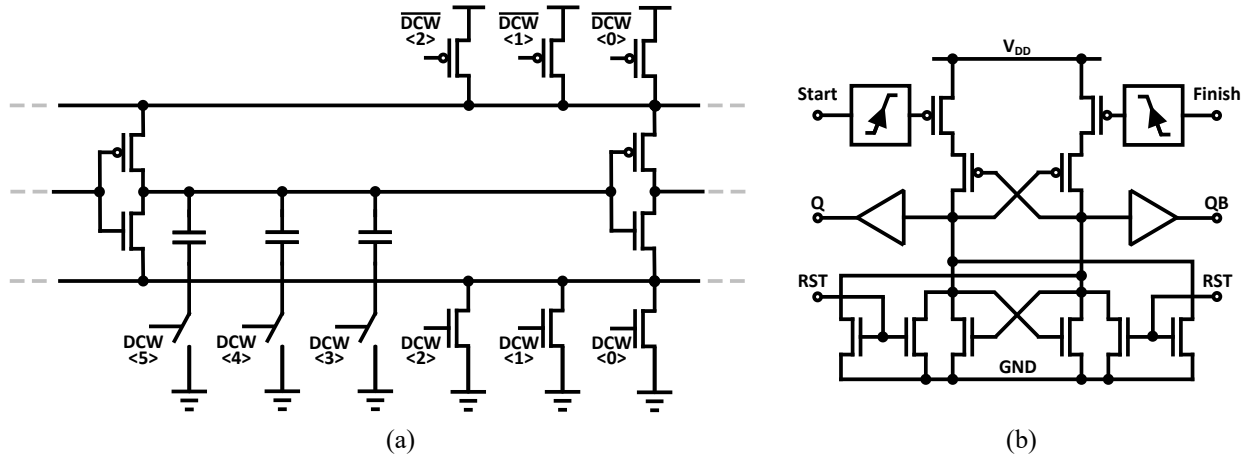 DCW DCW DCW
<2> <1> <0>
DCW DCW DCW DCW DCW DCW
<5> <4> <3> <2> <1> <0>
(a)
VDD
Start Finish
Q QB
RST RST
GND
(b)